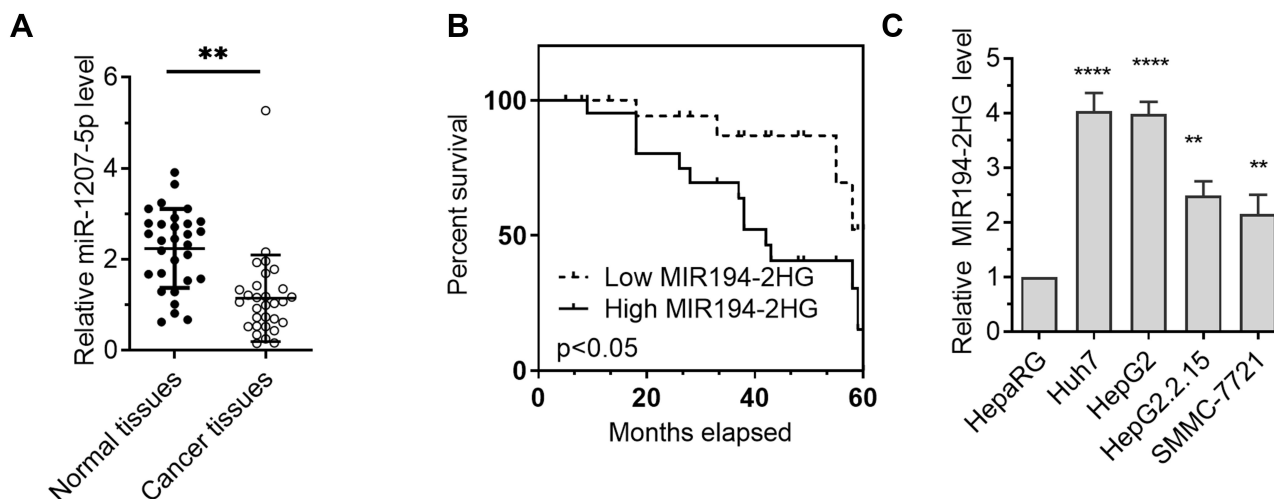 A
**
Relative miR-1207-5p level
6
4
2
0
Normal tissues
Cancer tissues
B
Percent survival
100
50
0
Low MIR194-2HG
High MIR194-2HG
p<0.05
0
20
40
60
Months elapsed
C
Relative MIR194-2HG level
5
4
3
2
1
0
****
****
**
**
HepaRG
Huh7
HepG2
HepG2.2.15
SMMC-7721